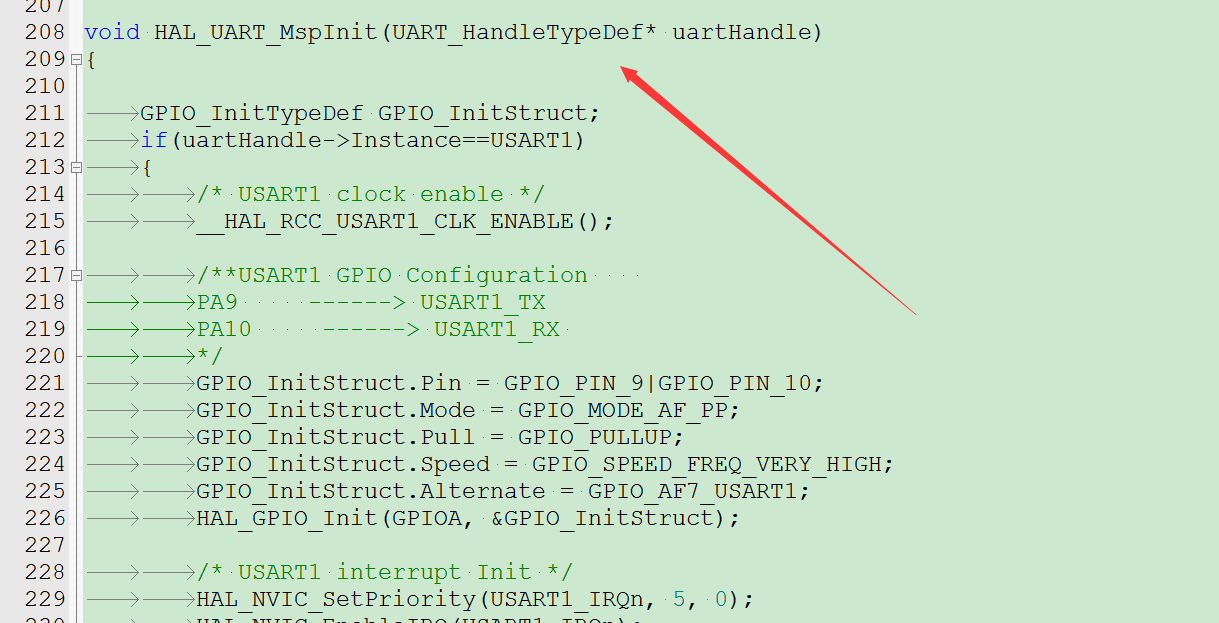 207
208 void HAL_UART_MspInit(UART_HandleTypeDef* uartHandle)
209 {
210
211 GPIO_InitTypeDef GPIO_InitStruct;
212 if(uartHandle->Instance==USART1)
213 {
214 /* USART1 clock enable */
215 __HAL_RCC_USART1_CLK_ENABLE();
216
217 /**USART1 GPIO Configuration
218 PA9 ------> USART1_TX
219 PA10 ------> USART1_RX
220 */
221 GPIO_InitStruct.Pin = GPIO_PIN_9|GPIO_PIN_10;
222 GPIO_InitStruct.Mode = GPIO_MODE_AF_PP;
223 GPIO_InitStruct.Pull = GPIO_PULLUP;
224 GPIO_InitStruct.Speed = GPIO_SPEED_FREQ_VERY_HIGH;
225 GPIO_InitStruct.Alternate = GPIO_AF7_USART1;
226 HAL_GPIO_Init(GPIOA, &GPIO_InitStruct);
227
228 /* USART1 interrupt Init */
229 HAL_NVIC_SetPriority(USART1_IRQn, 5, 0);
230 HAL_NVIC_EnableIRQ(USART1_IRQn);